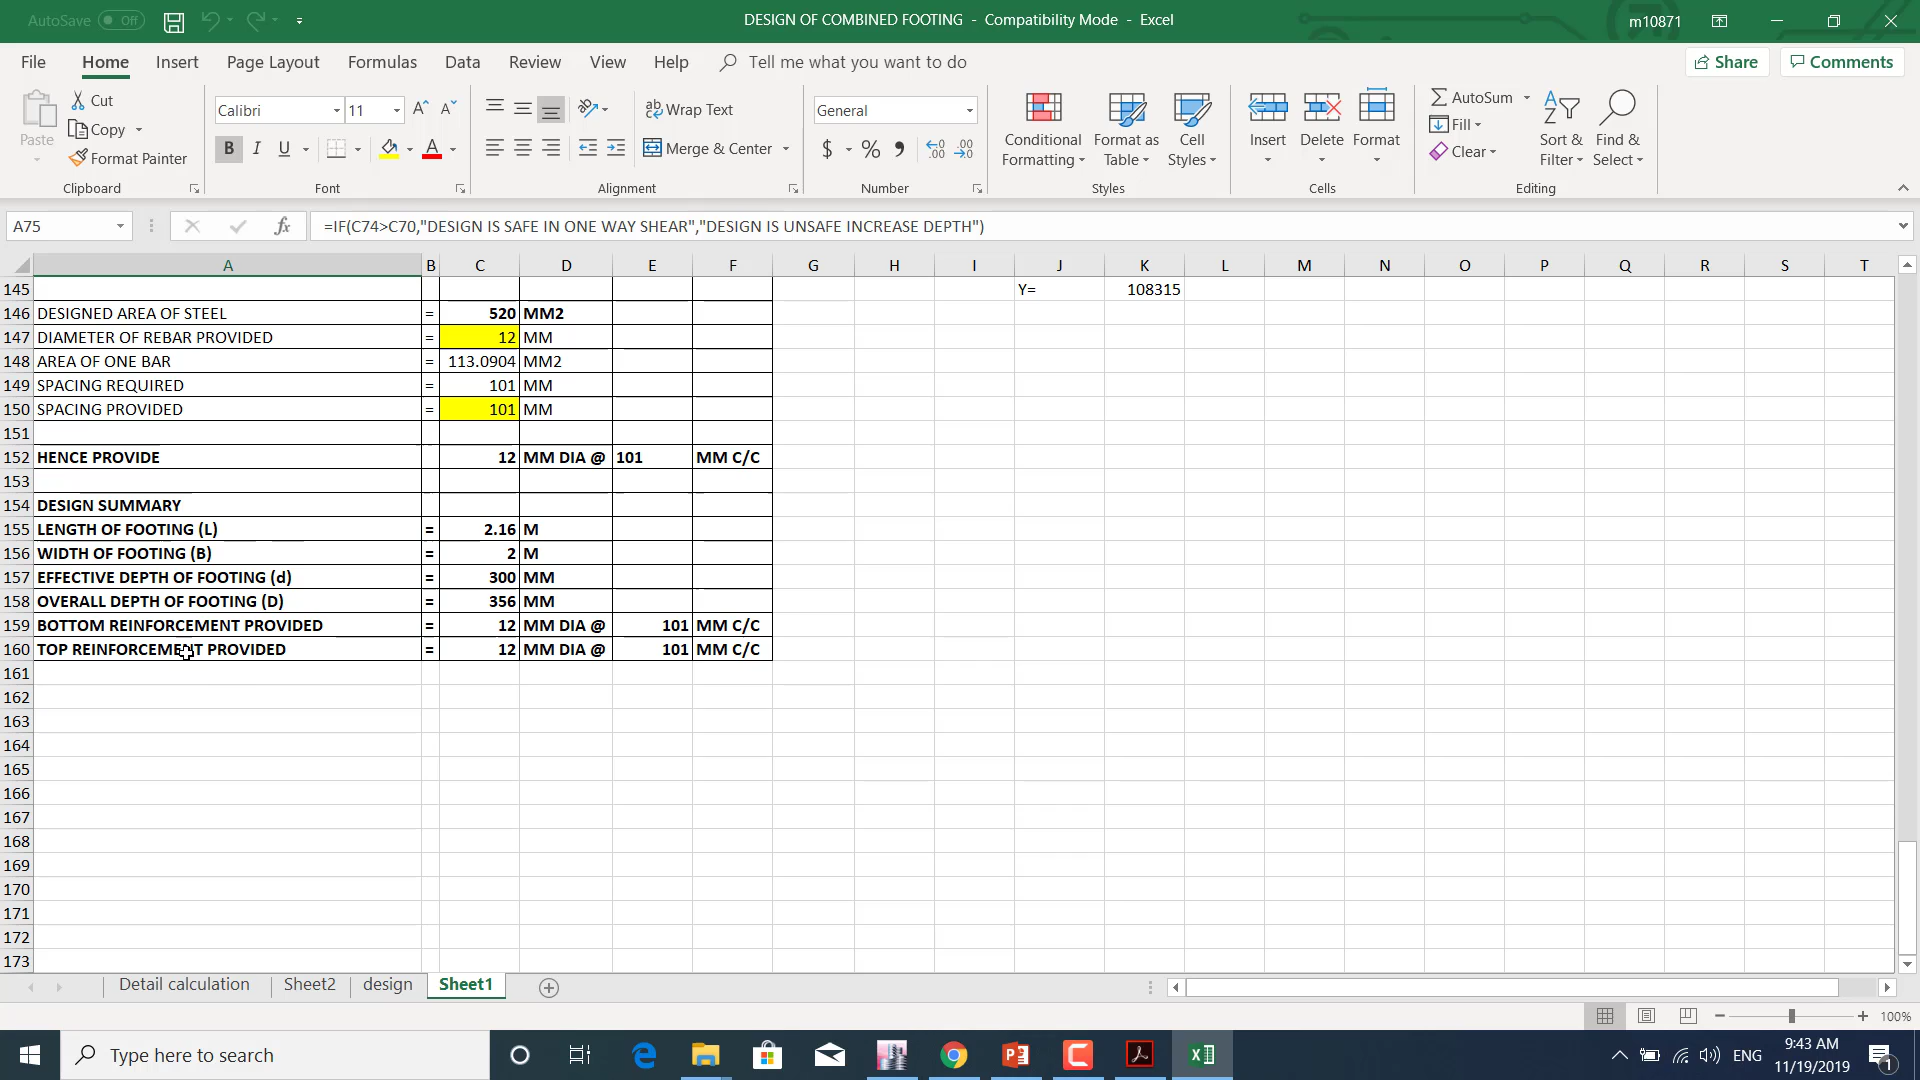 AutoSave Off
DESIGN OF COMBINED FOOTING - Compatibility Mode - Excel
m10871
File Home Insert Page Layout Formulas Data Review View Help Tell me what you want to do
Share Comments
Paste
Cut
Copy
Format Painter
Clipboard
Calibri 11
B I U
Font
Wrap Text
Merge & Center
Alignment
General
$ %
Number
Conditional Formatting
Format as Table
Cell Styles
Styles
Insert Delete Format
Cells
AutoSum
Fill
Clear
Sort & Filter
Find & Select
Editing
A75 fx =IF(C74>C70,"DESIGN IS SAFE IN ONE WAY SHEAR","DESIGN IS UNSAFE INCREASE DEPTH")
A B C D E F G H I J K L M N O P Q R S T
145 Y= 108315
146 DESIGNED AREA OF STEEL = 520 MM2
147 DIAMETER OF REBAR PROVIDED = 12 MM
148 AREA OF ONE BAR = 113.0904 MM2
149 SPACING REQUIRED = 101 MM
150 SPACING PROVIDED = 101 MM
151
152 HENCE PROVIDE 12 MM DIA @ 101 MM C/C
153
154 DESIGN SUMMARY
155 LENGTH OF FOOTING (L) = 2.16 M
156 WIDTH OF FOOTING (B) = 2 M
157 EFFECTIVE DEPTH OF FOOTING (d) = 300 MM
158 OVERALL DEPTH OF FOOTING (D) = 356 MM
159 BOTTOM REINFORCEMENT PROVIDED = 12 MM DIA @ 101 MM C/C
160 TOP REINFORCEMENT PROVIDED = 12 MM DIA @ 101 MM C/C
161
162
163
164
165
166
167
168
169
170
171
172
173
Detail calculation Sheet2 design Sheet1
100%
Type here to search
ENG
9:43 AM
11/19/2019
1